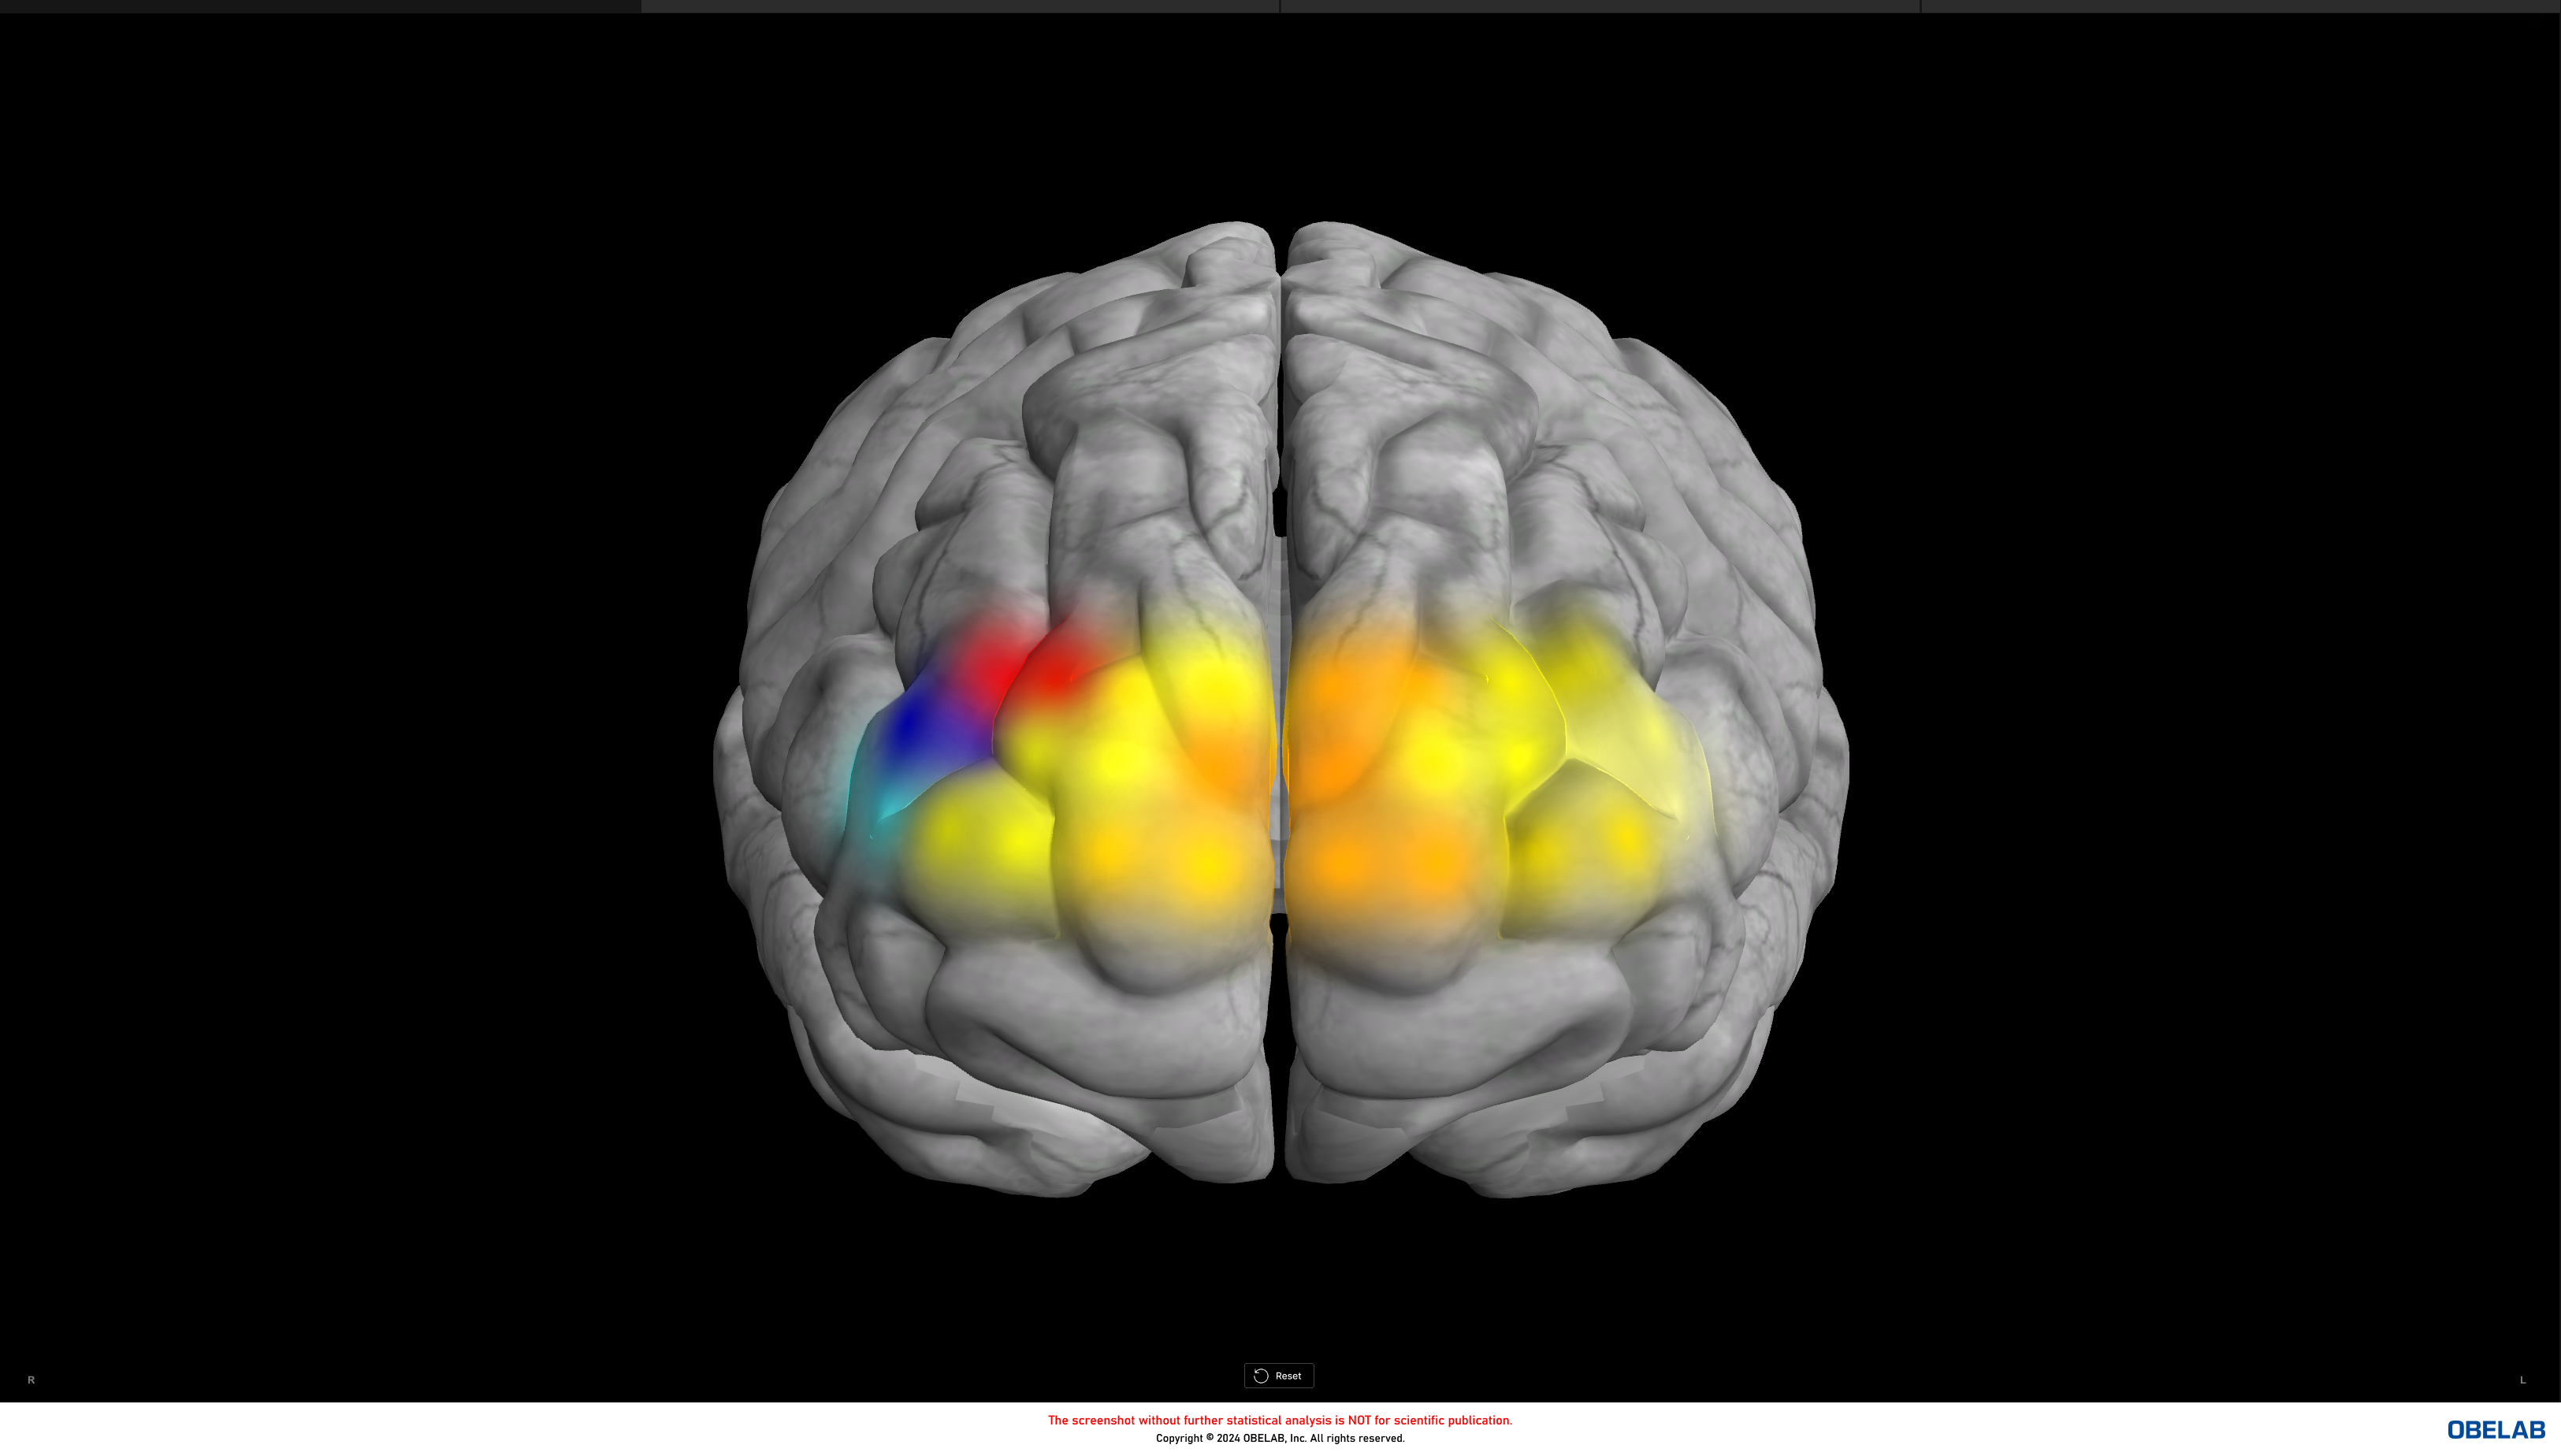 R
Reset
L
The screenshot without further statistical analysis is NOT for scientific publication.
Copyright © 2024 OBELAB, Inc. All rights reserved.
OBELAB